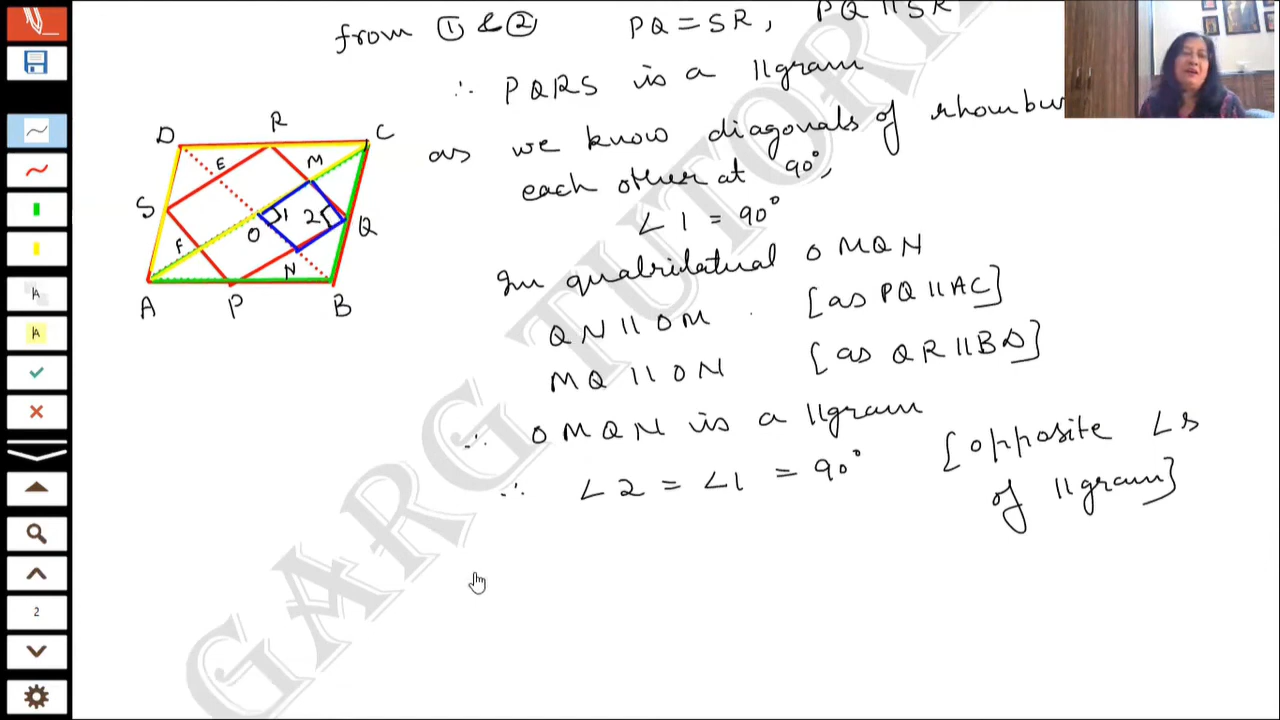 from ① & ② PQ = SR, PQ || SR
∴ PQRS is a ||gram
as we know diagonals of rhombus
each other at 90°,
∠1 = 90°
In quadrilatual OMQN
QN || OM [as PQ || AC]
MQ || ON [as QR || BD]
∴ OMQN is a ||gram
∴ ∠2 = ∠1 = 90° [opposite ∠s
of ||gram]
D R C
E M
S 1 2 Q
F O
N
A P B
GARG TUTORI
A
A
2